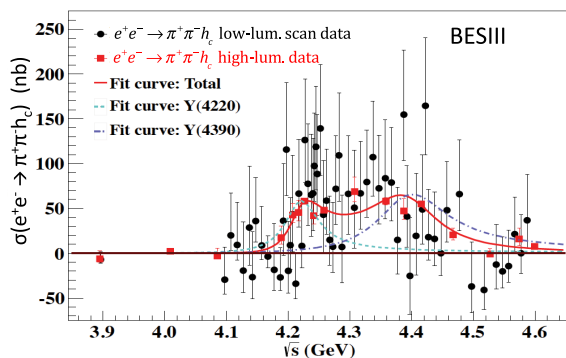 e⁺e⁻ → π⁺π⁻h_c low-lum. scan data
BESIII
e⁺e⁻ → π⁺π⁻h_c high-lum. data
Fit curve: Total
Fit curve: Y(4220)
Fit curve: Y(4390)
σ(e⁺e⁻ → π⁺π⁻h_c) (nb)
250
200
150
100
50
0
-50
3.9 4.0 4.1 4.2 4.3 4.4 4.5 4.6
√s (GeV)